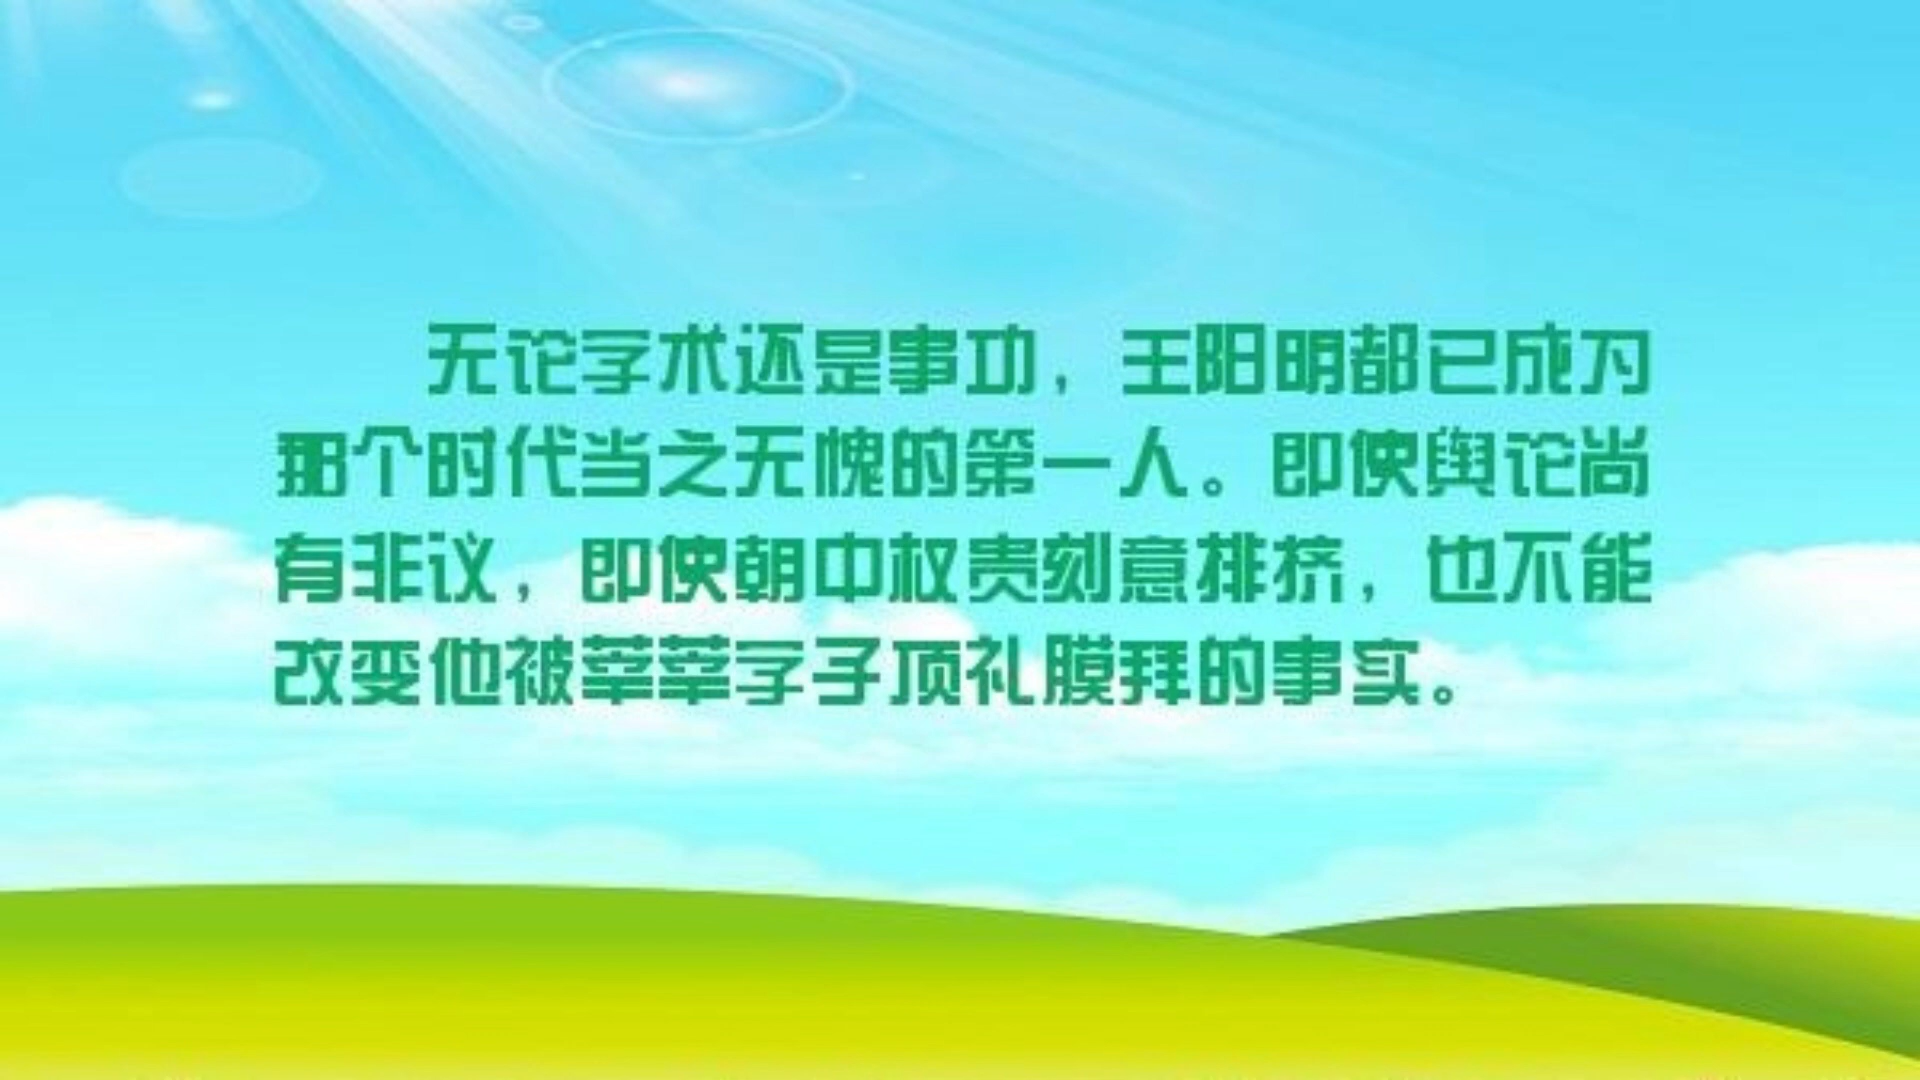 无论学术还是事功，王阳明都已成为
那个时代当之无愧的第一人。即使舆论尚
有非议，即使朝中权贵刻意排挤，也不能
改变他被莘莘学子顶礼膜拜的事实。